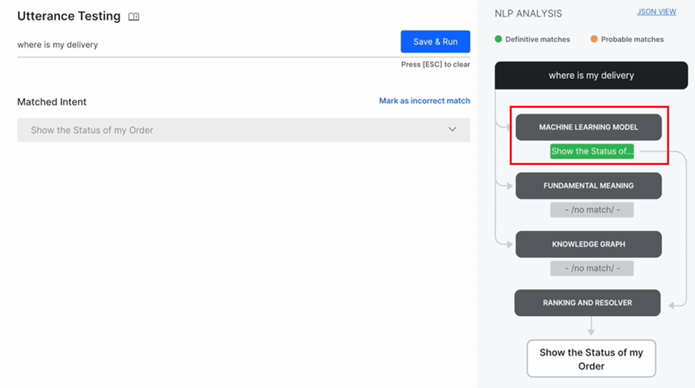 Utterance Testing
where is my delivery
Save & Run
Press [ESC] to clear
Matched Intent
Mark as incorrect match
Show the Status of my Order
NLP ANALYSIS
JSON VIEW
Definitive matches
Probable matches
where is my delivery
MACHINE LEARNING MODEL
Show the Status of...
FUNDAMENTAL MEANING
- /no match/ -
KNOWLEDGE GRAPH
- /no match/ -
RANKING AND RESOLVER
Show the Status of my
Order